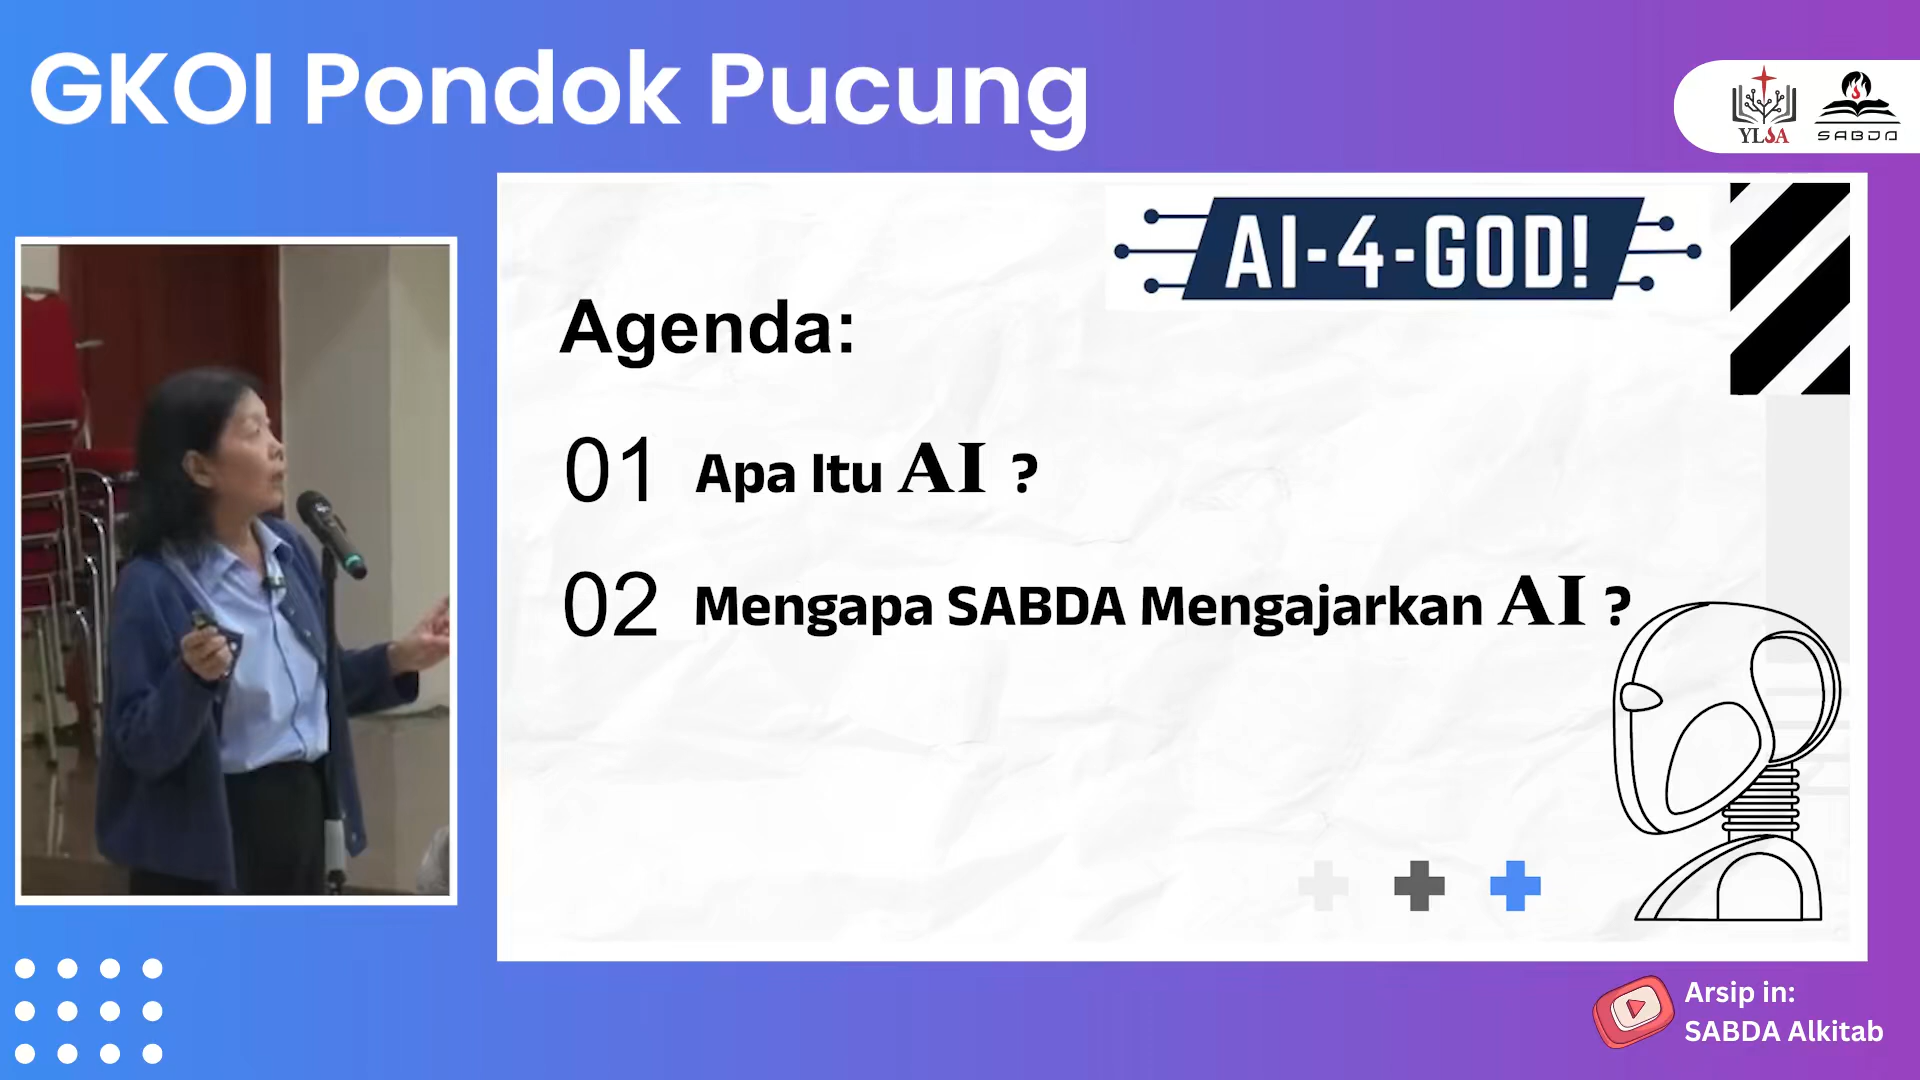 GKOI Pondok Pucung
YLSA
SABDA
AI-4-GOD!
Agenda:
01 Apa Itu AI ?
02 Mengapa SABDA Mengajarkan AI ?
Arsip in:
SABDA Alkitab